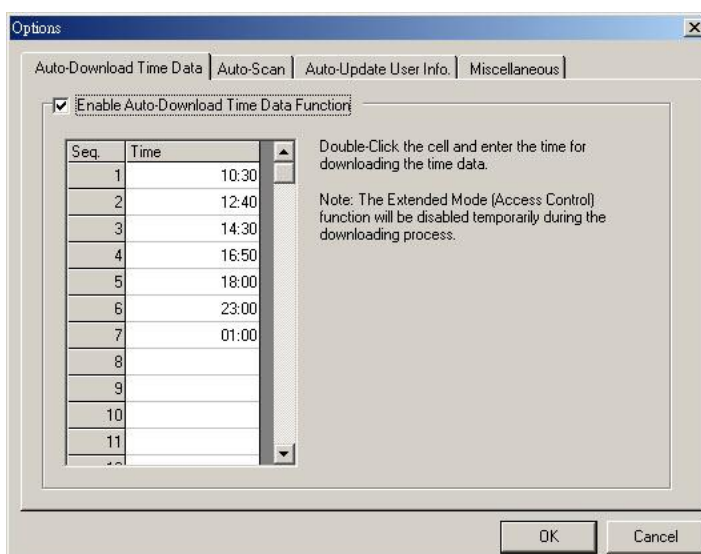 Options
Auto-Download Time Data Auto-Scan Auto-Update User Info. Miscellaneous
Enable Auto-Download Time Data Function
Seq. Time
1 10:30
2 12:40
3 14:30
4 16:50
5 18:00
6 23:00
7 01:00
8
9
10
11
Double-Click the cell and enter the time for
downloading the time data.
Note: The Extended Mode (Access Control)
function will be disabled temporarily during the
downloading process.
OK Cancel